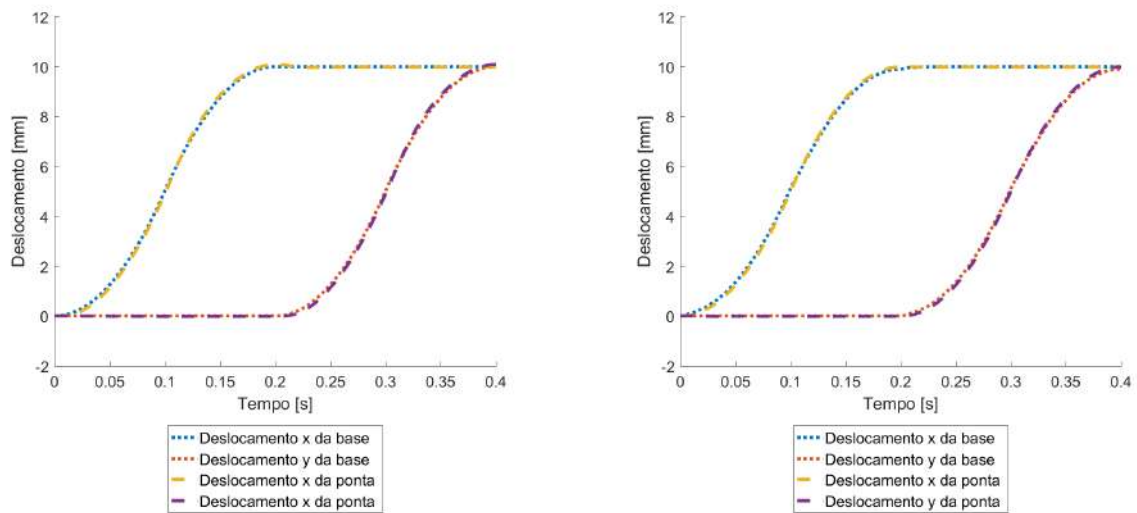 12
10
8
6
4
2
0
-2
Deslocamento [mm]
0 0.05 0.1 0.15 0.2 0.25 0.3 0.35 0.4
Tempo [s]
Deslocamento x da base
Deslocamento y da base
Deslocamento x da ponta
Deslocamento x da ponta
12
10
8
6
4
2
0
-2
Deslocamento [mm]
0 0.05 0.1 0.15 0.2 0.25 0.3 0.35 0.4
Tempo [s]
Deslocamento x da base
Deslocamento y da base
Deslocamento x da ponta
Deslocamento y da ponta